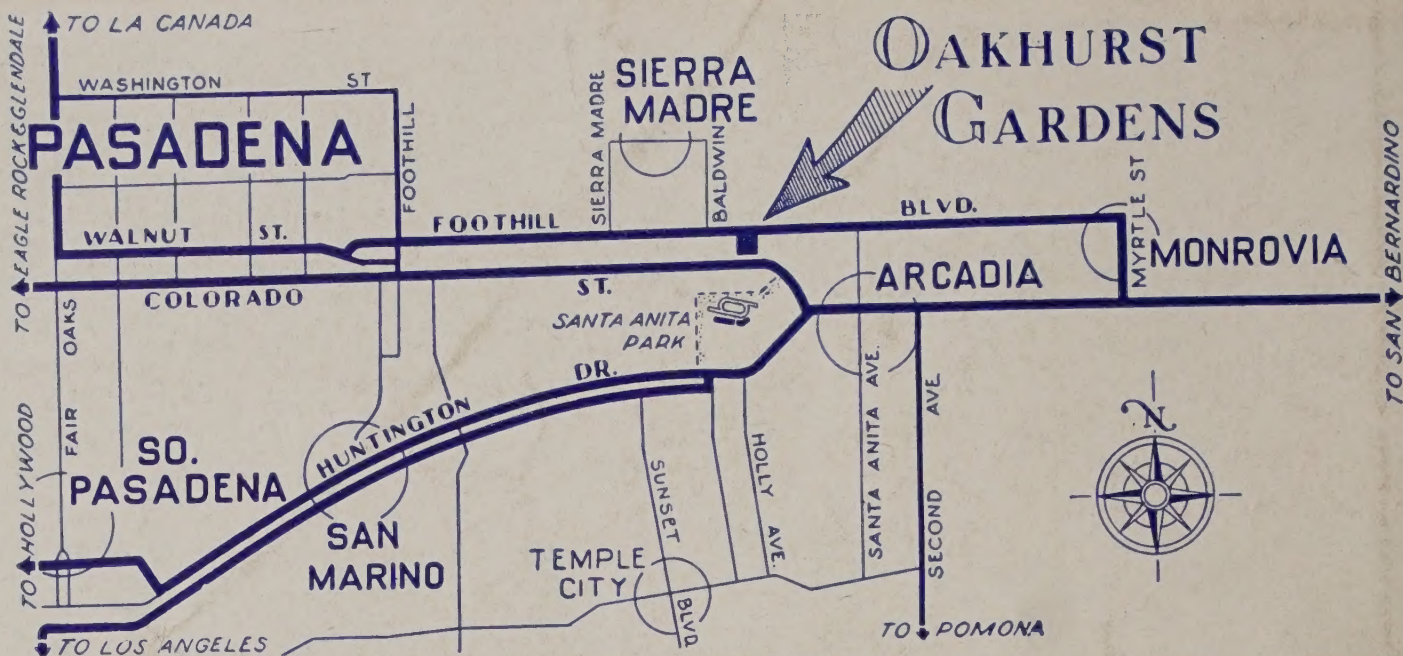 TO LA CANADA
WASHINGTON ST
PASADENA
TO EAGLE ROCK & GLENDALE
FOOTHILL
WALNUT ST.
COLORADO ST.
FAIR OAKS
SIERRA MADRE
SIERRA
MADRE
BALDWIN
OAKHURST
GARDENS
FOOTHILL BLVD.
MYRTLE ST
MONROVIA
ARCADIA
TO SAN BERNARDINO
SANTA ANITA
PARK
HUNTINGTON DR.
SO.
PASADENA
TO HOLLYWOOD
SAN
MARINO
TEMPLE
CITY
SUNSET BLVD
HOLLY AVE.
SANTA ANITA AVE.
SECOND AVE
N
TO POMONA
TO LOS ANGELES